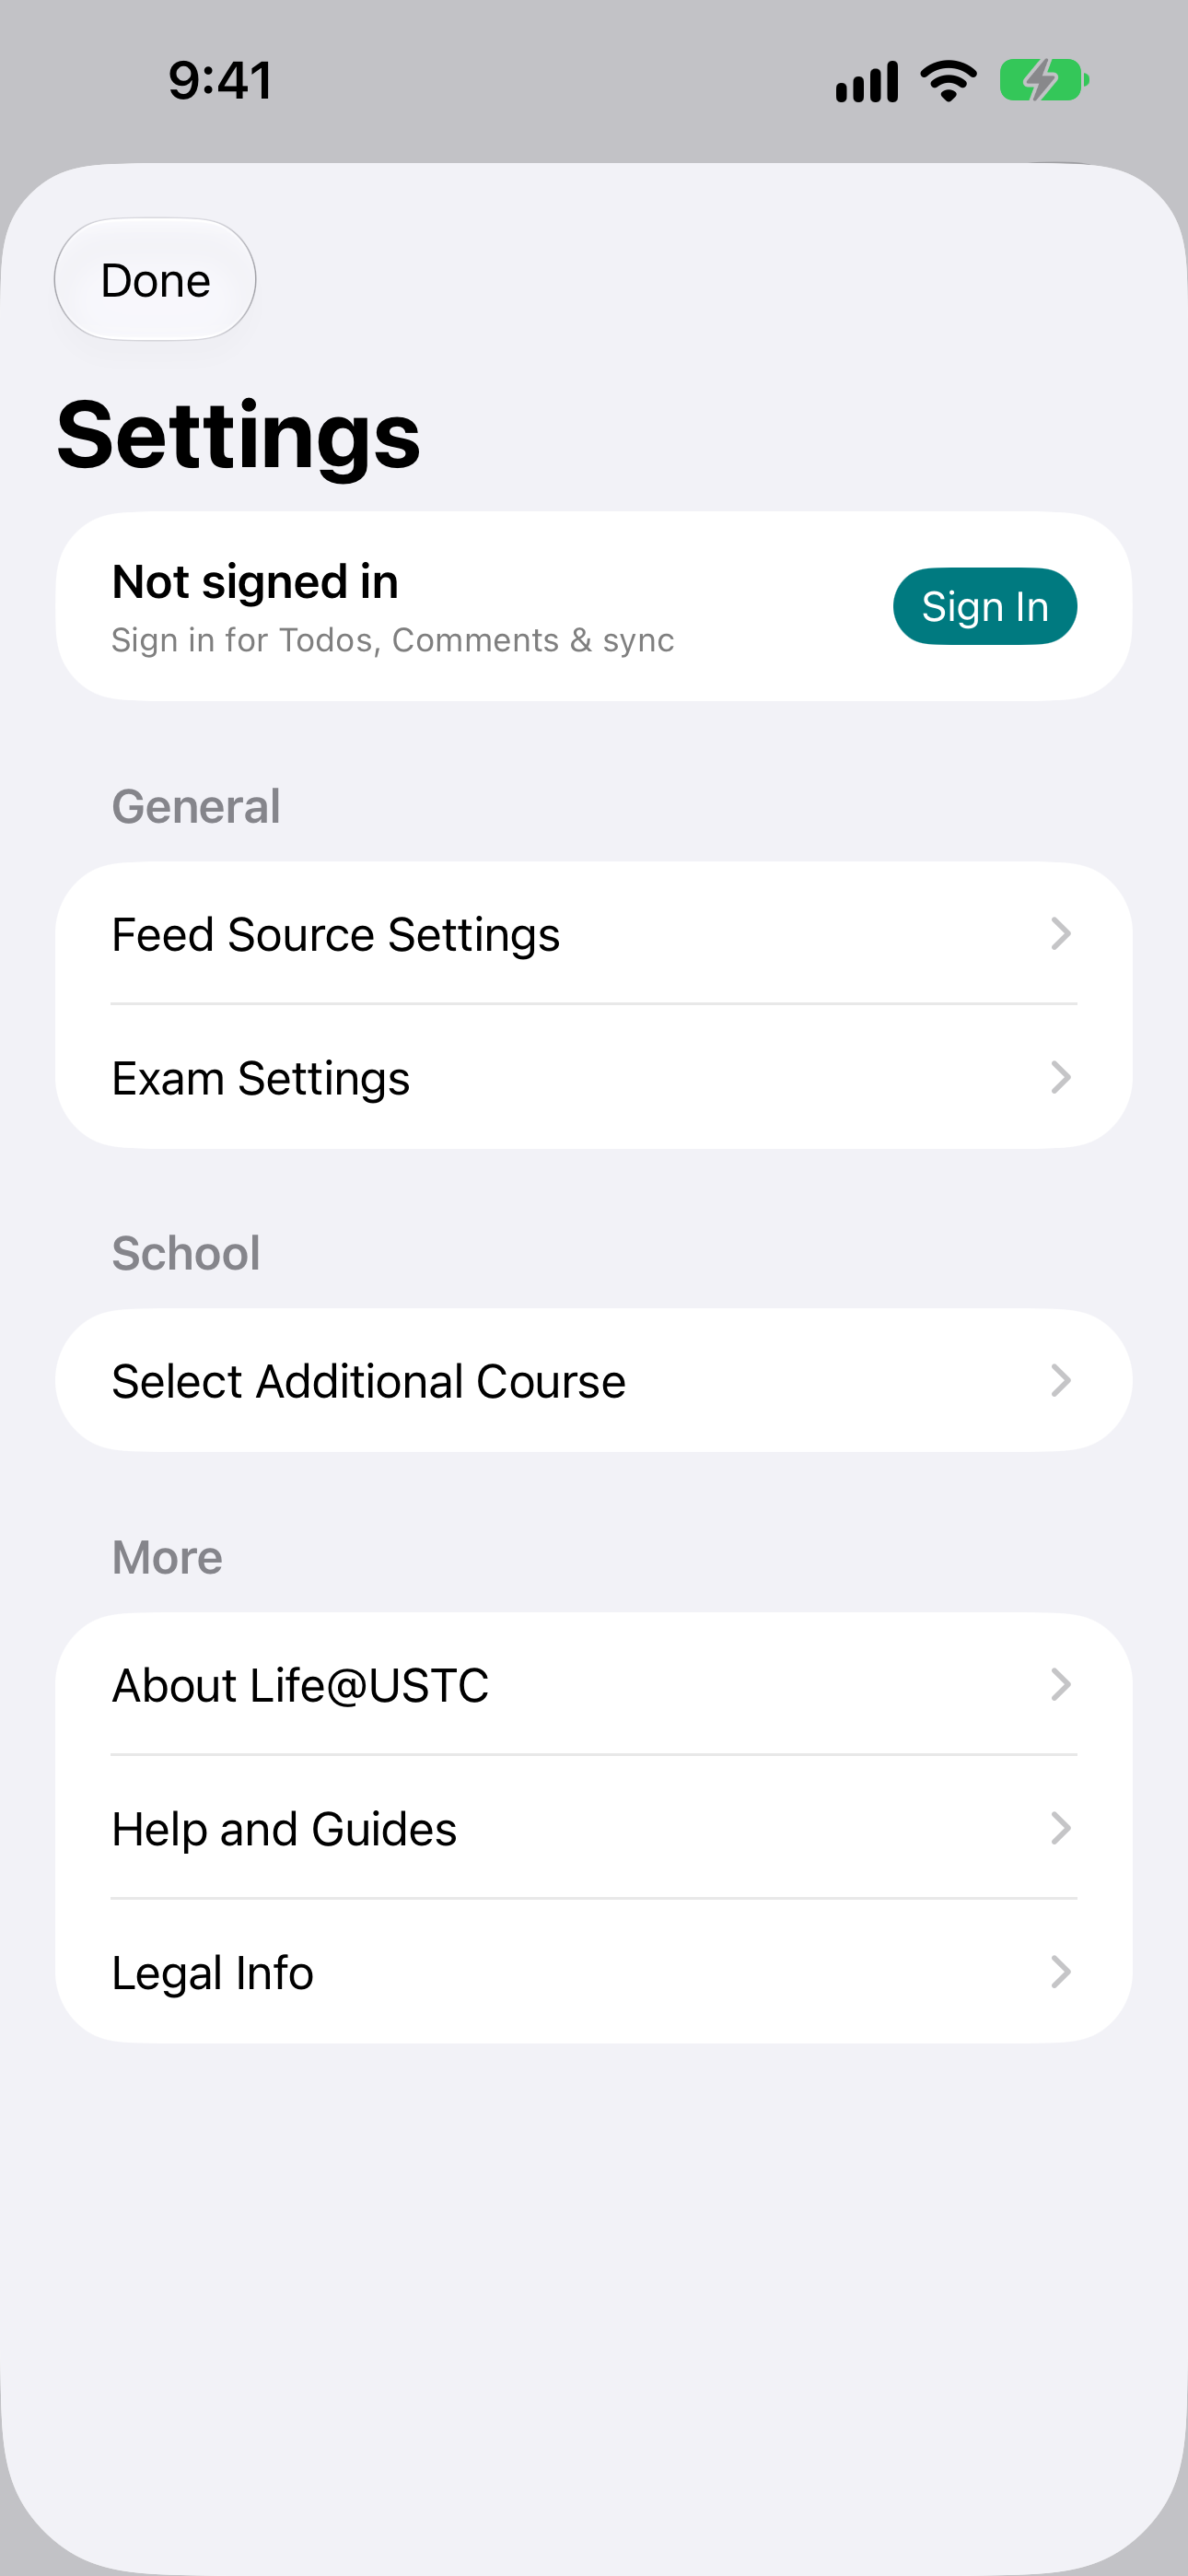 9:41
Done
Settings
Not signed in
Sign in for Todos, Comments & sync
Sign In
General
Feed Source Settings
Exam Settings
School
Select Additional Course
More
About Life@USTC
Help and Guides
Legal Info